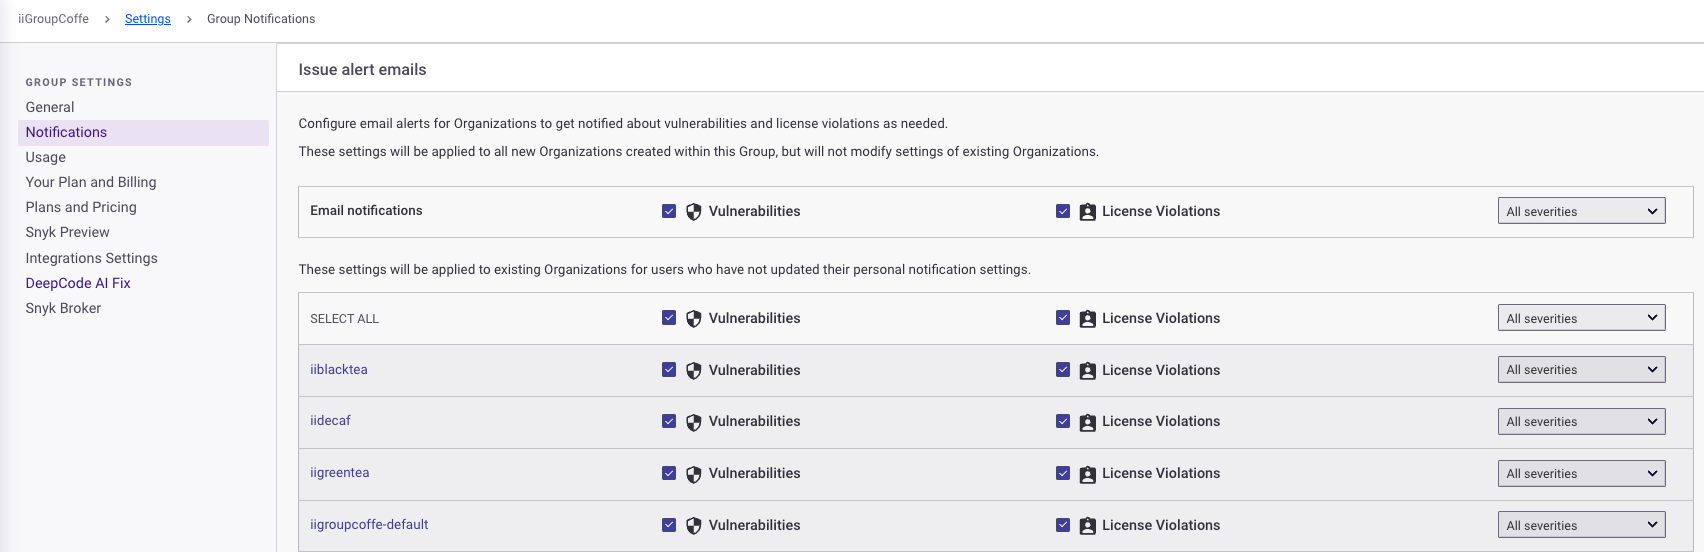 iiGroupCoffe > Settings > Group Notifications
GROUP SETTINGS
General
Notifications
Usage
Your Plan and Billing
Plans and Pricing
Snyk Preview
Integrations Settings
DeepCode AI Fix
Snyk Broker
Issue alert emails
Configure email alerts for Organizations to get notified about vulnerabilities and license violations as needed.
These settings will be applied to all new Organizations created within this Group, but will not modify settings of existing Organizations.
Email notifications Vulnerabilities License Violations All severities
These settings will be applied to existing Organizations for users who have not updated their personal notification settings.
SELECT ALL Vulnerabilities License Violations All severities
iiblacktea Vulnerabilities License Violations All severities
iidecaf Vulnerabilities License Violations All severities
iigreentea Vulnerabilities License Violations All severities
iigroupcoffe-default Vulnerabilities License Violations All severities